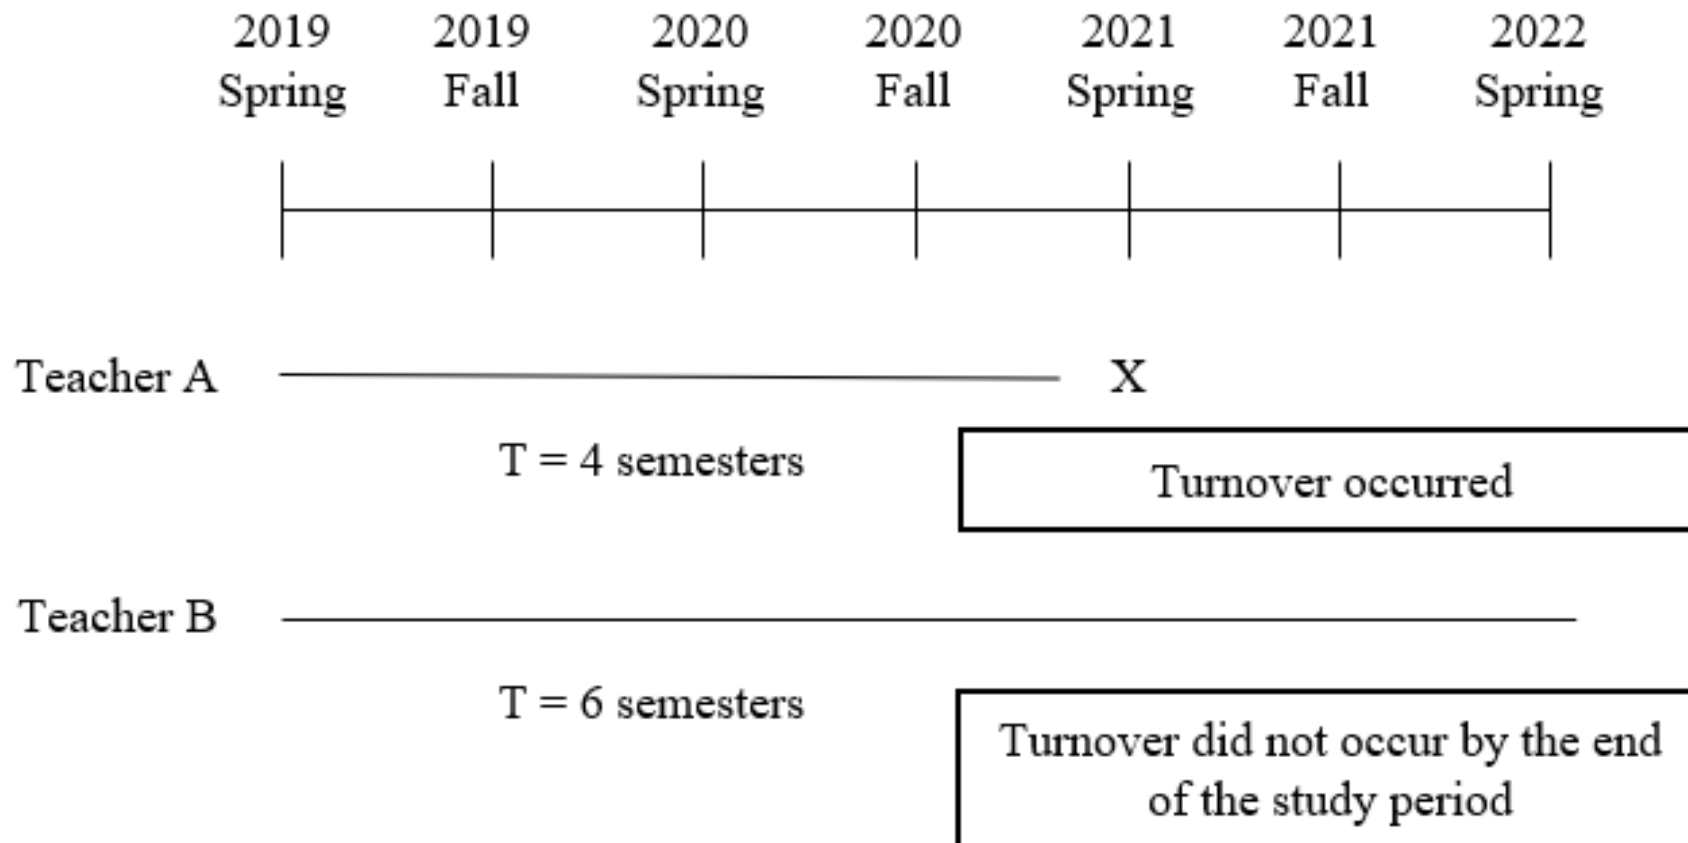 2019 2019 2020 2020 2021 2021 2022
Spring Fall Spring Fall Spring Fall Spring
Teacher A X
T = 4 semesters
Turnover occurred
Teacher B
T = 6 semesters
Turnover did not occur by the end
of the study period